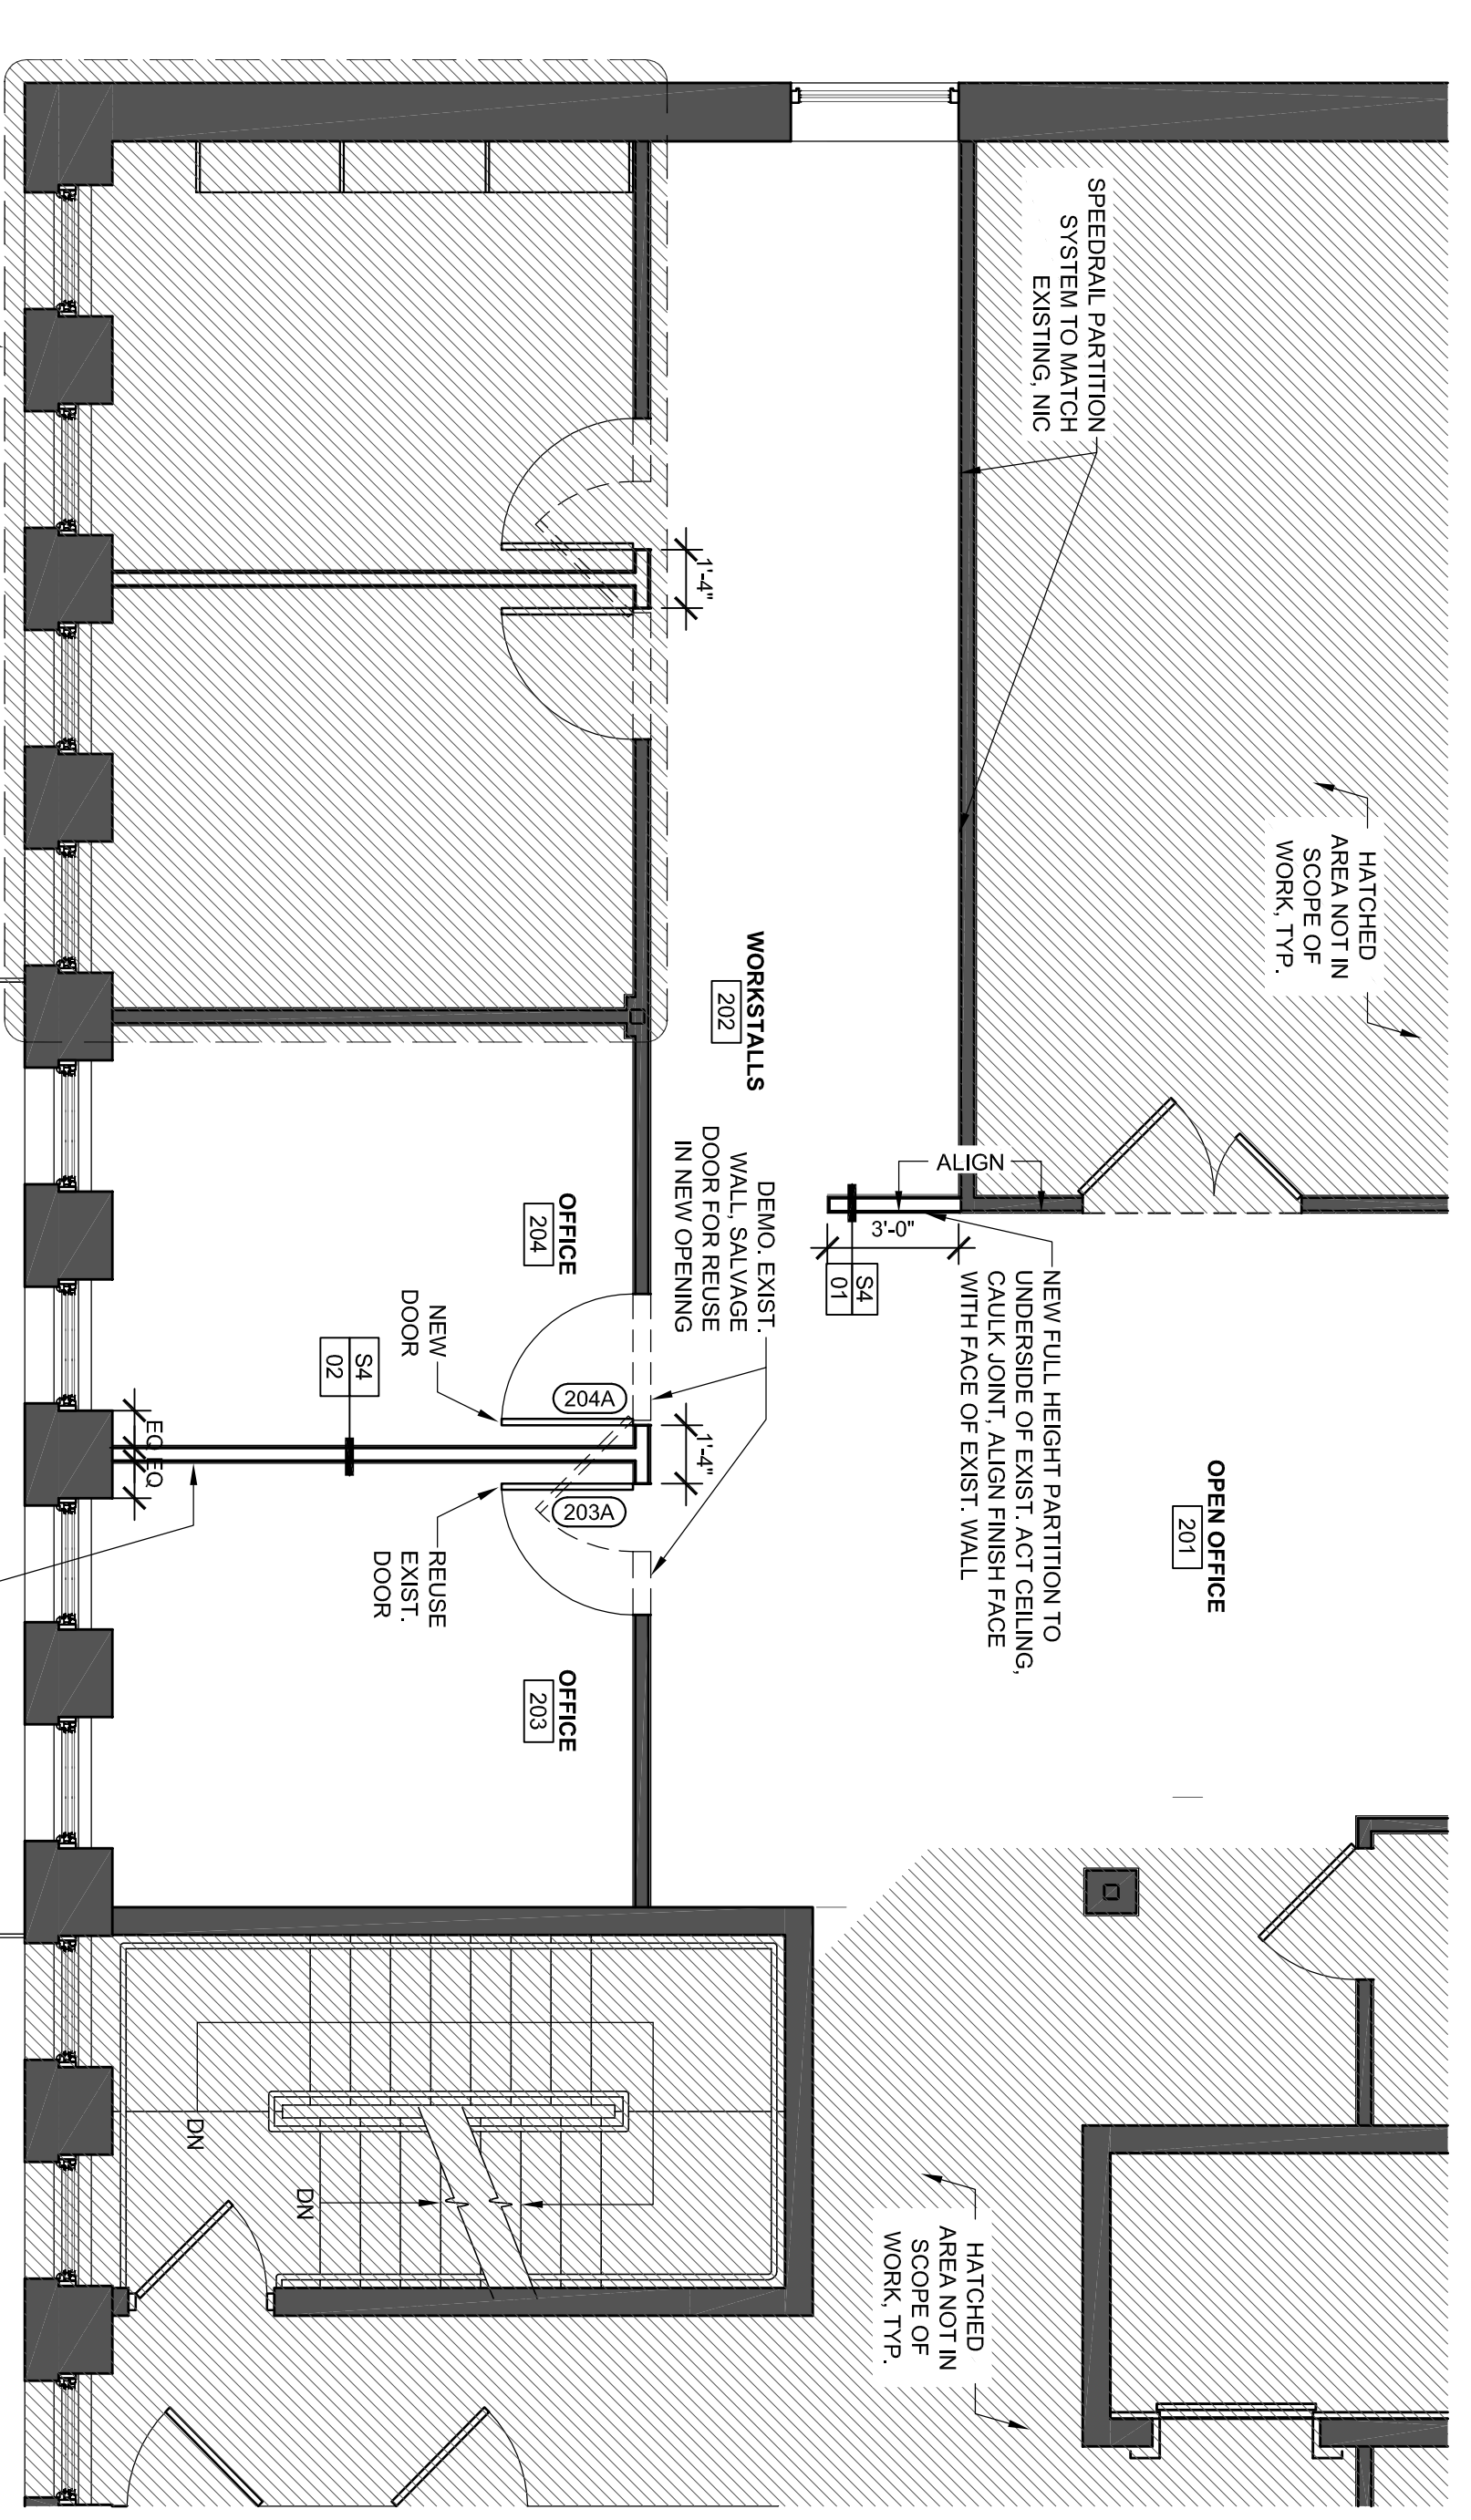 SPEEDRAIL PARTITION
SYSTEM TO MATCH
EXISTING, NIC
HATCHED
AREA NOT IN
SCOPE OF
WORK, TYP.
1'-4"
WORKSTALLS
202
ALIGN
3'-0"
S4
01
NEW FULL HEIGHT PARTITION TO
UNDERSIDE OF EXIST. ACT CEILING,
CAULK JOINT, ALIGN FINISH FACE
WITH FACE OF EXIST. WALL
DEMO. EXIST.
WALL, SALVAGE
DOOR FOR REUSE
IN NEW OPENING
OPEN OFFICE
201
OFFICE
204
NEW
DOOR
S4
02
204A
1'-4"
203A
EQ
EQ
REUSE
EXIST.
DOOR
OFFICE
203
DN
DN
HATCHED
AREA NOT IN
SCOPE OF
WORK, TYP.